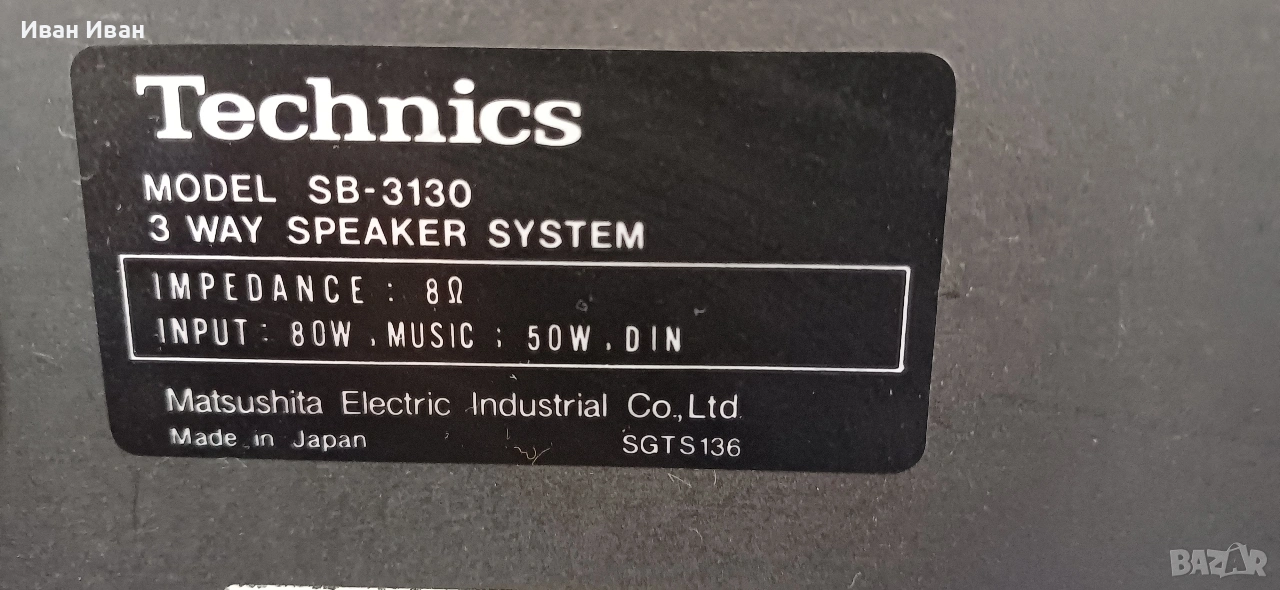 Иван Иван
Technics
MODEL SB-3130
3 WAY SPEAKER SYSTEM
IMPEDANCE : 8Ω
INPUT : 80W , MUSIC ; 50W , DIN
Matsushita Electric Industrial Co.,Ltd.
Made in Japan SGTS136
BAZAR